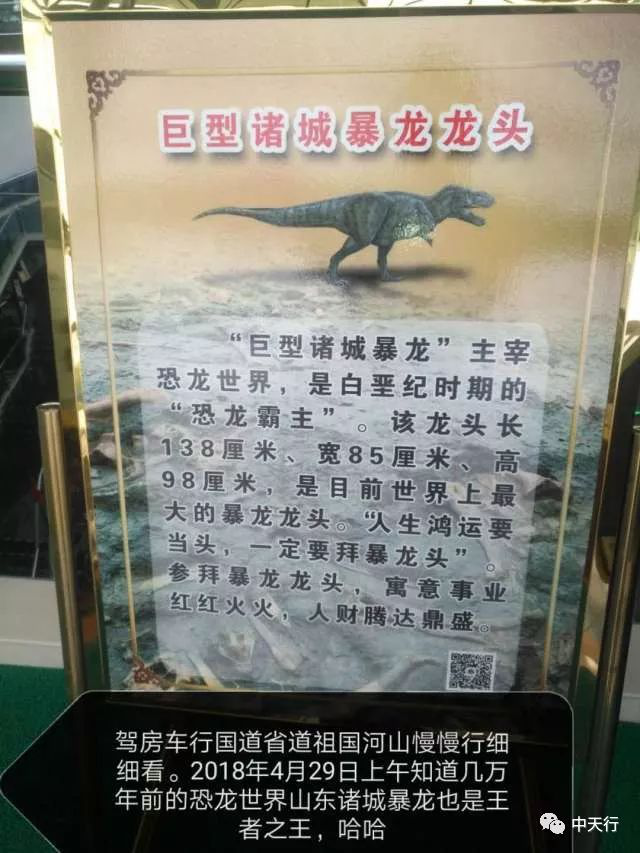 巨型诸城暴龙龙头
“巨型诸城暴龙”主宰
恐龙世界，是白垩纪时期的
“恐龙霸主”。该龙头长
138厘米、宽85厘米、高
98厘米，是目前世界上最
大的暴龙龙头。“人生鸿运要
当头，一定要拜暴龙头”。
参拜暴龙龙头，寓意事业
红红火火，人财腾达鼎盛。
驾房车行国道省道祖国河山慢慢行细
细看。2018年4月29日上午知道几万
年前的恐龙世界山东诸城暴龙也是王
者之王，哈哈
中天行